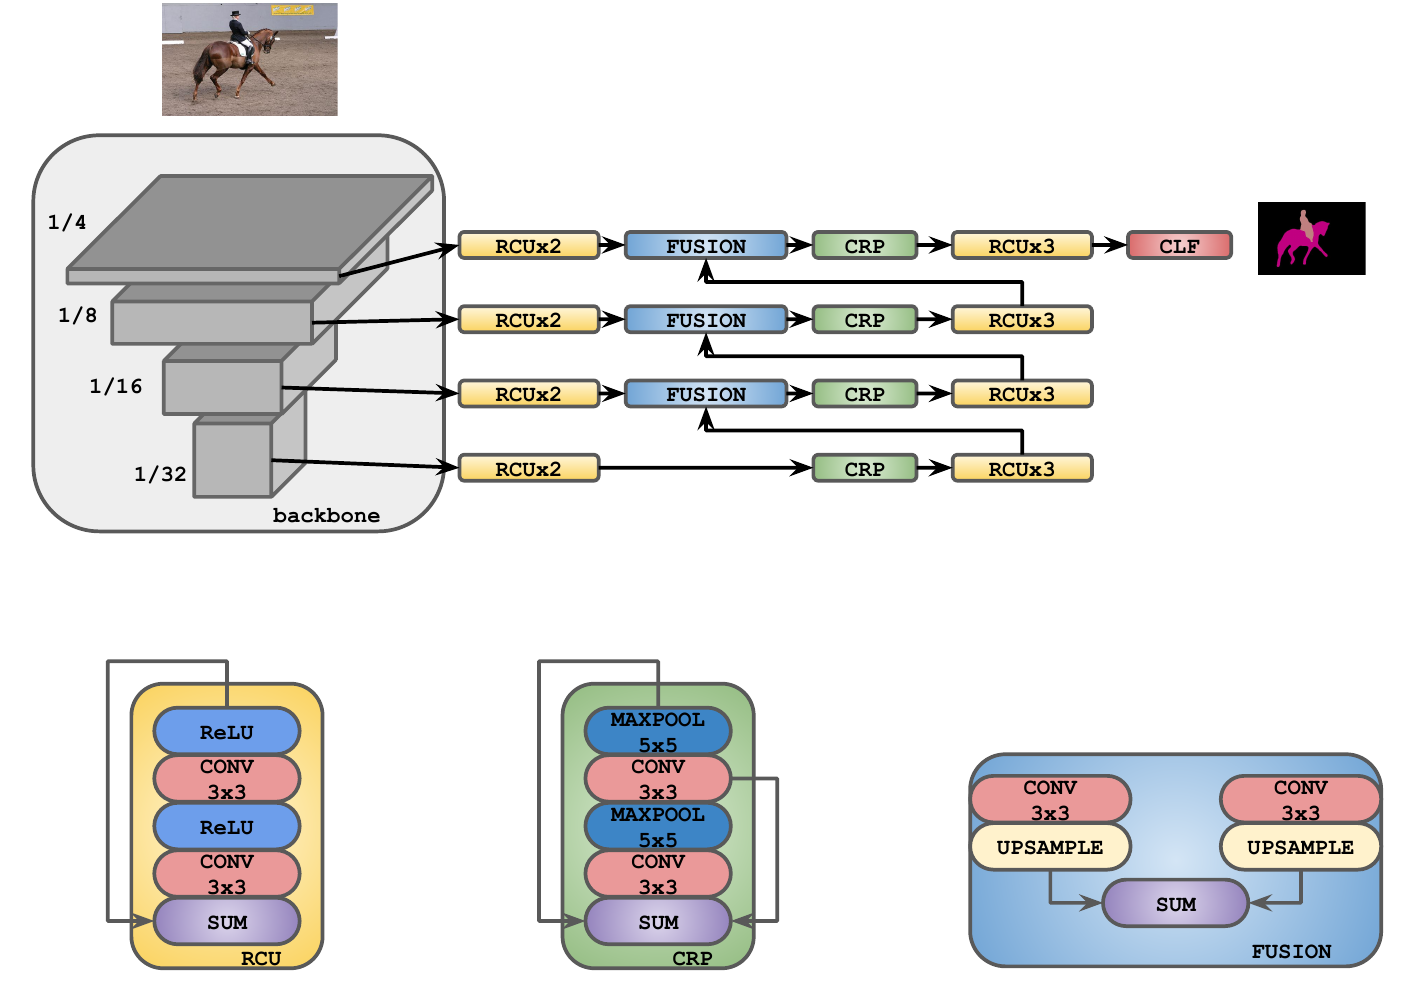 1/4
RCUx2 FUSION CRP RCUx3 CLF
1/8
RCUx2 FUSION CRP RCUx3
1/16
RCUx2 FUSION CRP RCUx3
1/32
RCUx2 CRP RCUx3
backbone
ReLU
CONV
3x3
ReLU
CONV
3x3
SUM
RCU
MAXPOOL
5x5
CONV
3x3
MAXPOOL
5x5
CONV
3x3
SUM
CRP
CONV
3x3
UPSAMPLE
CONV
3x3
UPSAMPLE
SUM
FUSION